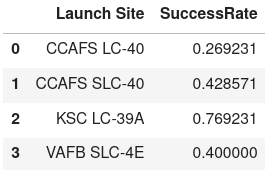 Launch Site SuccessRate
0 CCAFS LC-40 0.269231
1 CCAFS SLC-40 0.428571
2 KSC LC-39A 0.769231
3 VAFB SLC-4E 0.400000